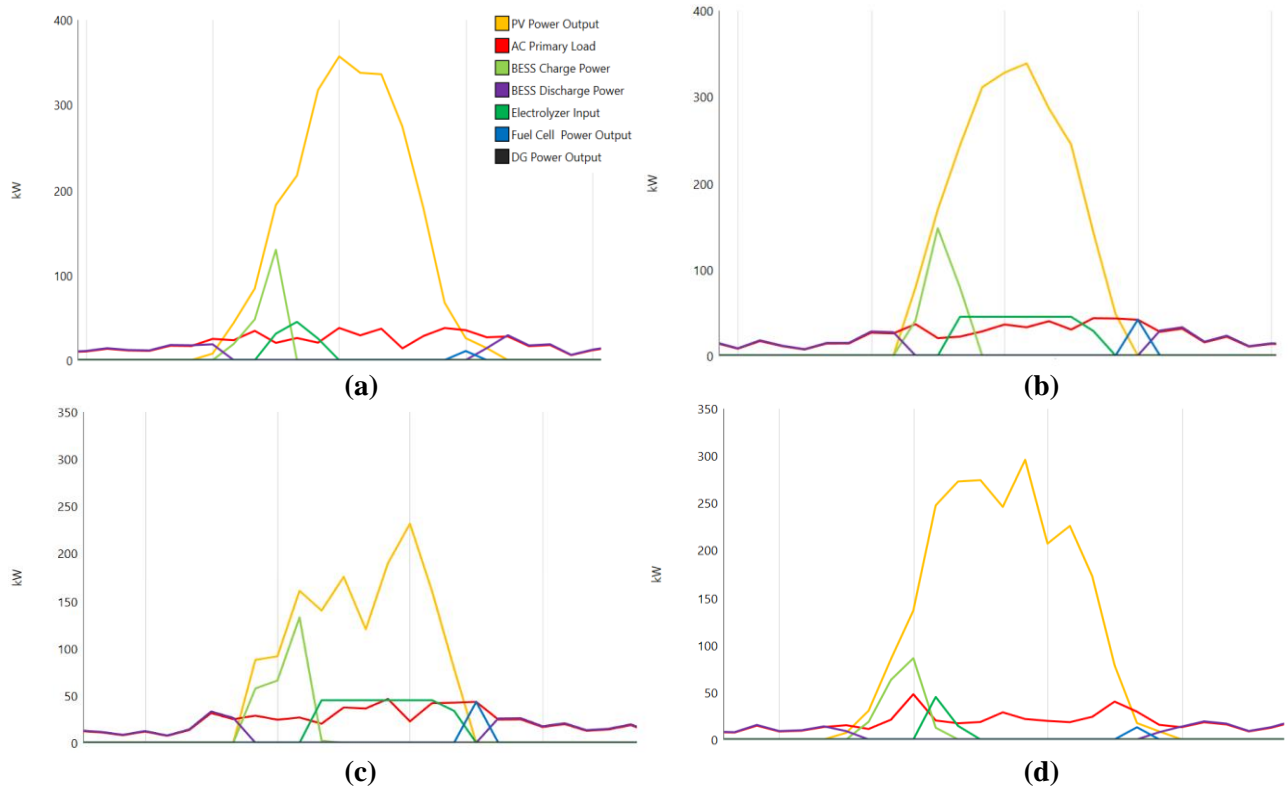 400
300
200
100
0
kW
PV Power Output
AC Primary Load
BESS Charge Power
BESS Discharge Power
Electrolyzer Input
Fuel Cell Power Output
DG Power Output
(a)
400
300
200
100
0
kW
(b)
350
300
250
200
150
100
50
0
kW
(c)
350
300
250
200
150
100
50
0
kW
(d)